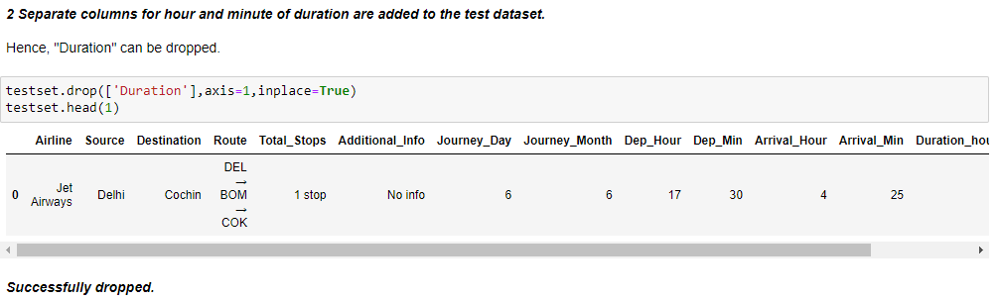 2 Separate columns for hour and minute of duration are added to the test dataset.
Hence, "Duration" can be dropped.
testset.drop(['Duration'],axis=1,inplace=True)
testset.head(1)
Airline Source Destination Route Total_Stops Additional_Info Journey_Day Journey_Month Dep_Hour Dep_Min Arrival_Hour Arrival_Min Duration_hou
0 Jet Airways Delhi Cochin DEL → BOM → COK 1 stop No info 6 6 17 30 4 25
Successfully dropped.